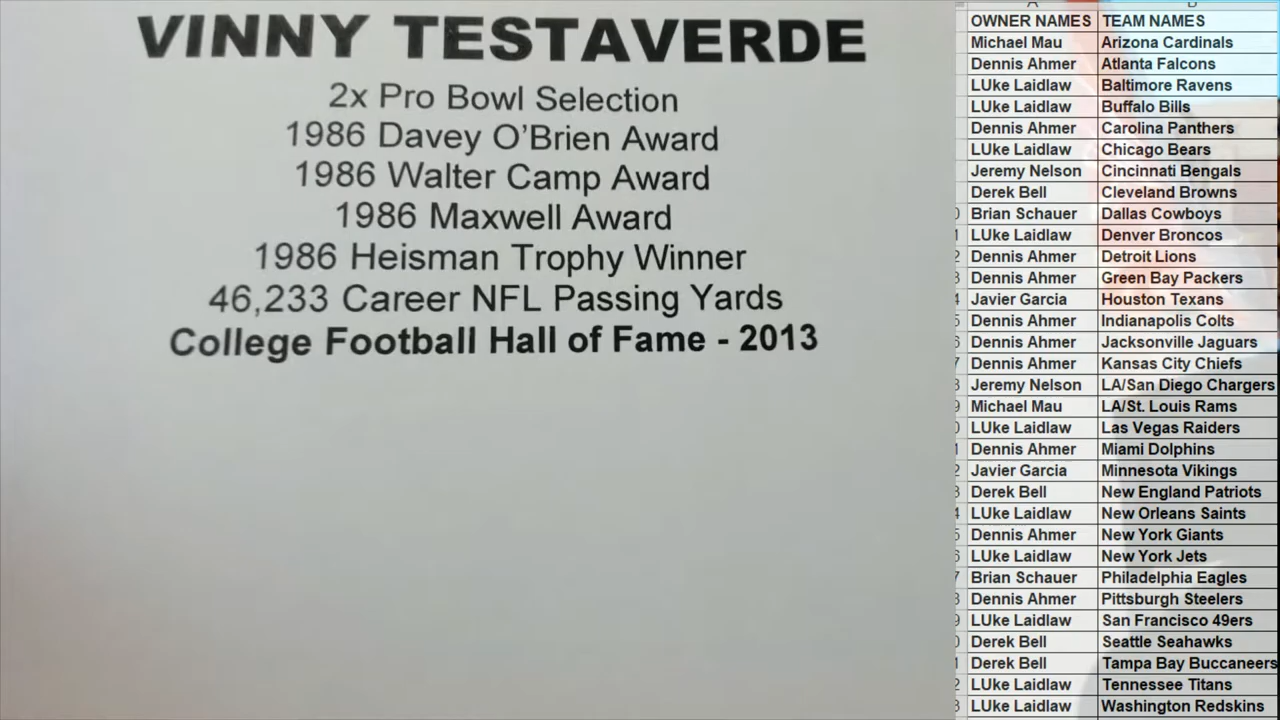 VINNY TESTAVERDE
2x Pro Bowl Selection
1986 Davey O'Brien Award
1986 Walter Camp Award
1986 Maxwell Award
1986 Heisman Trophy Winner
46,233 Career NFL Passing Yards
College Football Hall of Fame - 2013
OWNER NAMES TEAM NAMES
Michael Mau Arizona Cardinals
Dennis Ahmer Atlanta Falcons
LUke Laidlaw Baltimore Ravens
LUke Laidlaw Buffalo Bills
Dennis Ahmer Carolina Panthers
LUke Laidlaw Chicago Bears
Jeremy Nelson Cincinnati Bengals
Derek Bell Cleveland Browns
Brian Schauer Dallas Cowboys
LUke Laidlaw Denver Broncos
Dennis Ahmer Detroit Lions
Dennis Ahmer Green Bay Packers
Javier Garcia Houston Texans
Dennis Ahmer Indianapolis Colts
Dennis Ahmer Jacksonville Jaguars
Dennis Ahmer Kansas City Chiefs
Jeremy Nelson LA/San Diego Chargers
Michael Mau LA/St. Louis Rams
LUke Laidlaw Las Vegas Raiders
Dennis Ahmer Miami Dolphins
Javier Garcia Minnesota Vikings
Derek Bell New England Patriots
LUke Laidlaw New Orleans Saints
Dennis Ahmer New York Giants
LUke Laidlaw New York Jets
Brian Schauer Philadelphia Eagles
Dennis Ahmer Pittsburgh Steelers
LUke Laidlaw San Francisco 49ers
Derek Bell Seattle Seahawks
Derek Bell Tampa Bay Buccaneers
LUke Laidlaw Tennessee Titans
LUke Laidlaw Washington Redskins